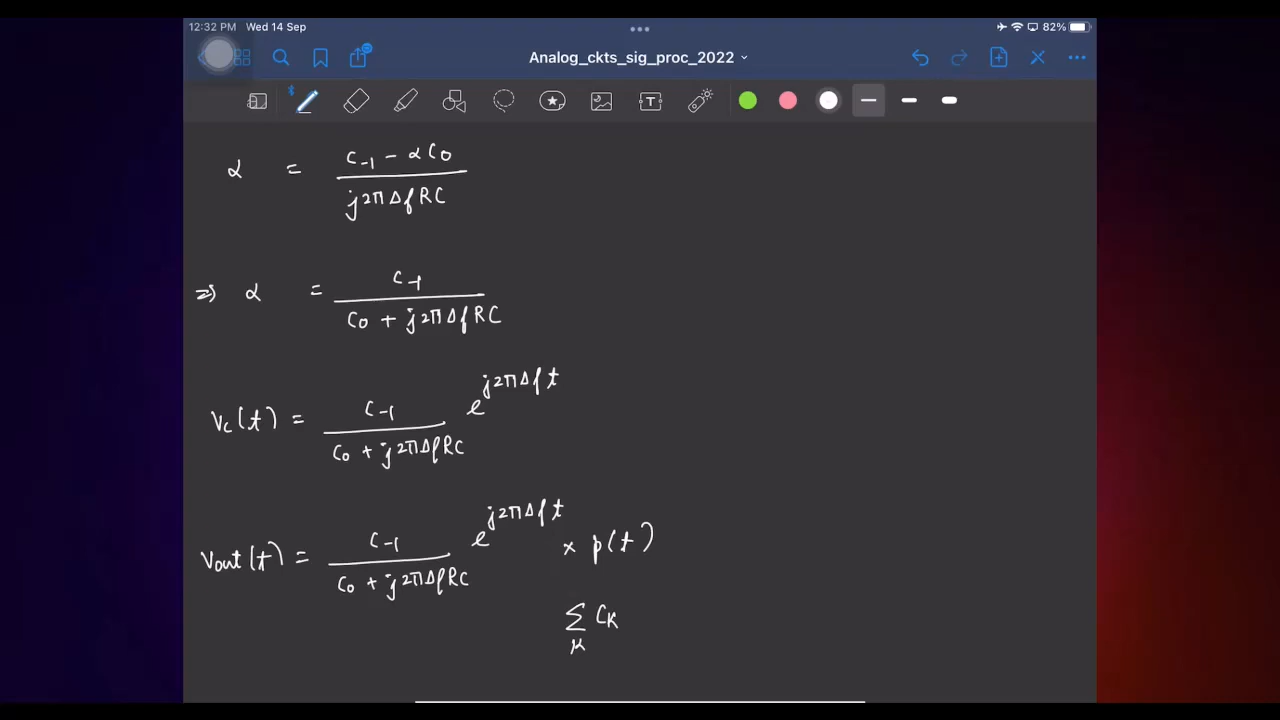 12:32 PM Wed 14 Sep
82%
Analog_ckts_sig_proc_2022
T
α = (c₋₁ − αC₀) / (j2πΔfRC)
⇒ α = c₋₁ / (C₀ + j2πΔfRC)
v_c(t) = c₋₁ / (C₀ + j2πΔfRC) e^{j2πΔft}
v_out(t) = c₋₁ / (C₀ + j2πΔfRC) e^{j2πΔft} × p(t)
∑_K C_K